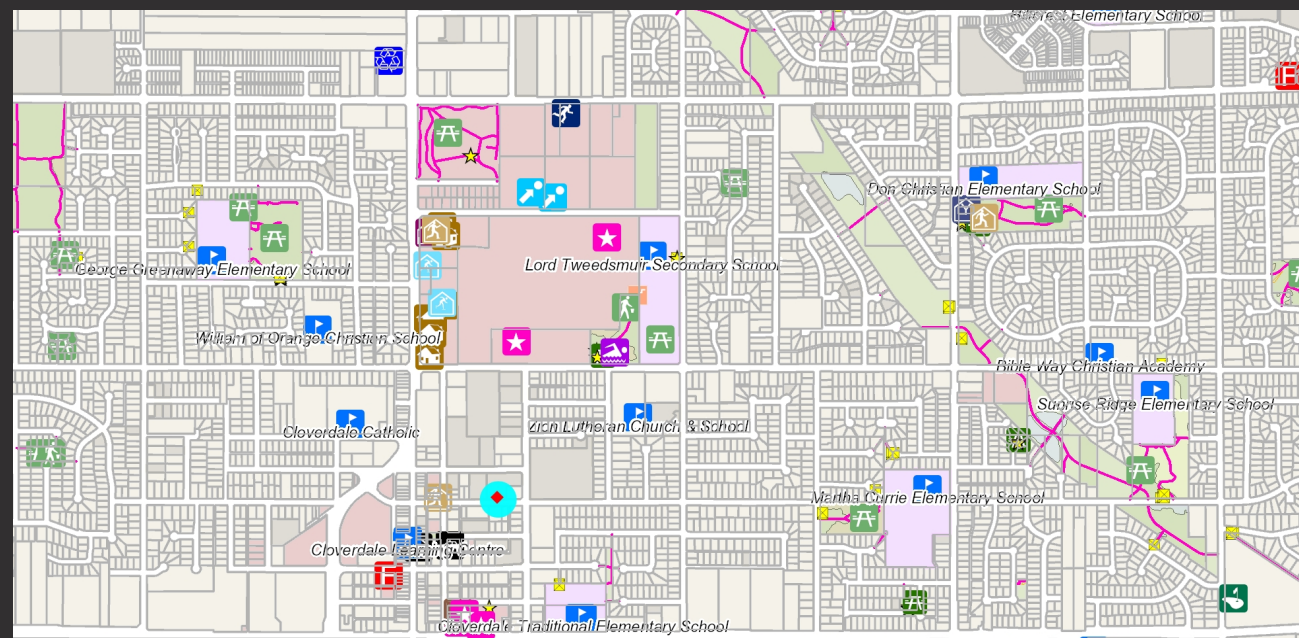 Hillcrest Elementary School
Don Christian Elementary School
George Greenaway Elementary School
Lord Tweedsmuir Secondary School
William of Orange Christian School
Bible Way Christian Academy
Sunrise Ridge Elementary School
Cloverdale Catholic
Zion Lutheran Church & School
Martha Currie Elementary School
Cloverdale Learning Centre
Cloverdale Traditional Elementary School